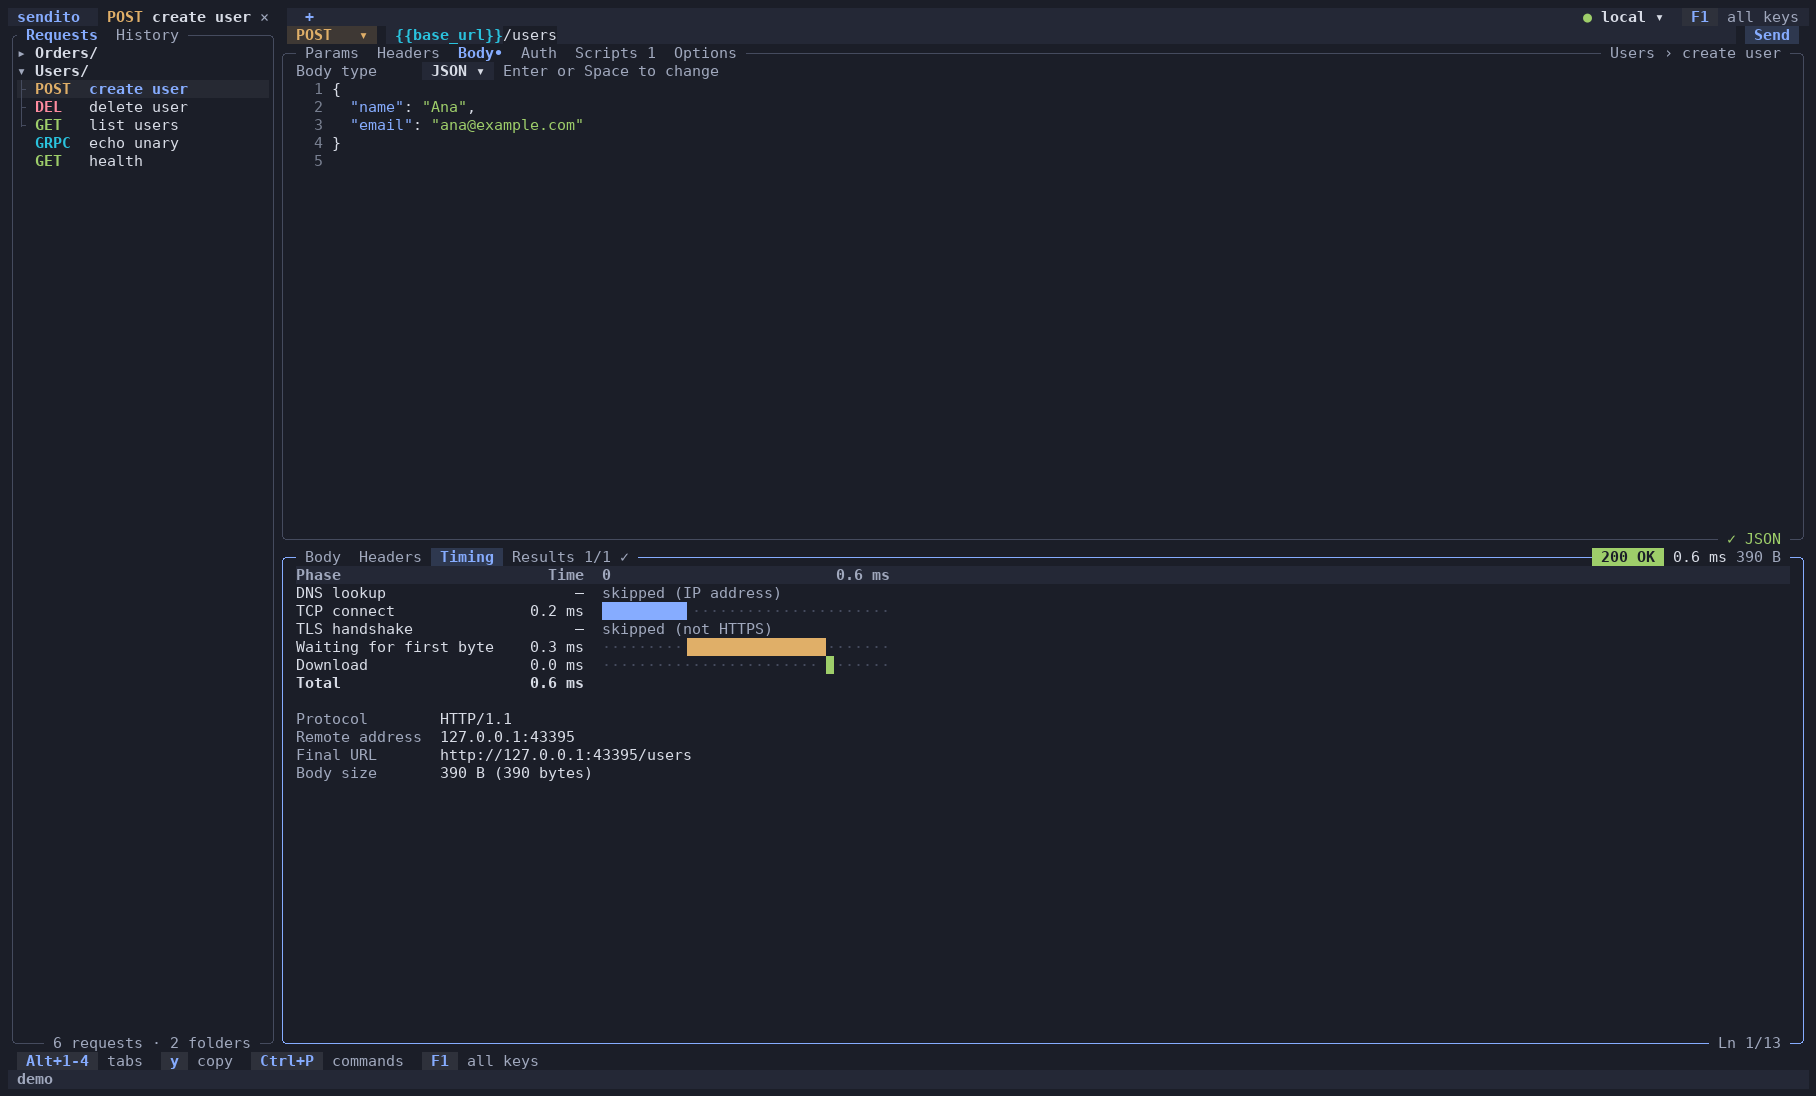 sendito POST create user × + ● local ▾ F1 all keys
Requests History POST ▾ {{base_url}}/users Send
▸ Orders/ Params Headers Body• Auth Scripts 1 Options Users › create user
▾ Users/ Body type JSON ▾ Enter or Space to change
POST create user 1 {
DEL delete user 2 "name": "Ana",
GET list users 3 "email": "ana@example.com"
GRPC echo unary 4 }
GET health 5
✓ JSON
Body Headers Timing Results 1/1 ✓ 200 OK 0.6 ms 390 B
Phase Time 0 0.6 ms
DNS lookup — skipped (IP address)
TCP connect 0.2 ms
TLS handshake — skipped (not HTTPS)
Waiting for first byte 0.3 ms
Download 0.0 ms
Total 0.6 ms
Protocol HTTP/1.1
Remote address 127.0.0.1:43395
Final URL http://127.0.0.1:43395/users
Body size 390 B (390 bytes)
6 requests · 2 folders Ln 1/13
Alt+1-4 tabs y copy Ctrl+P commands F1 all keys
demo